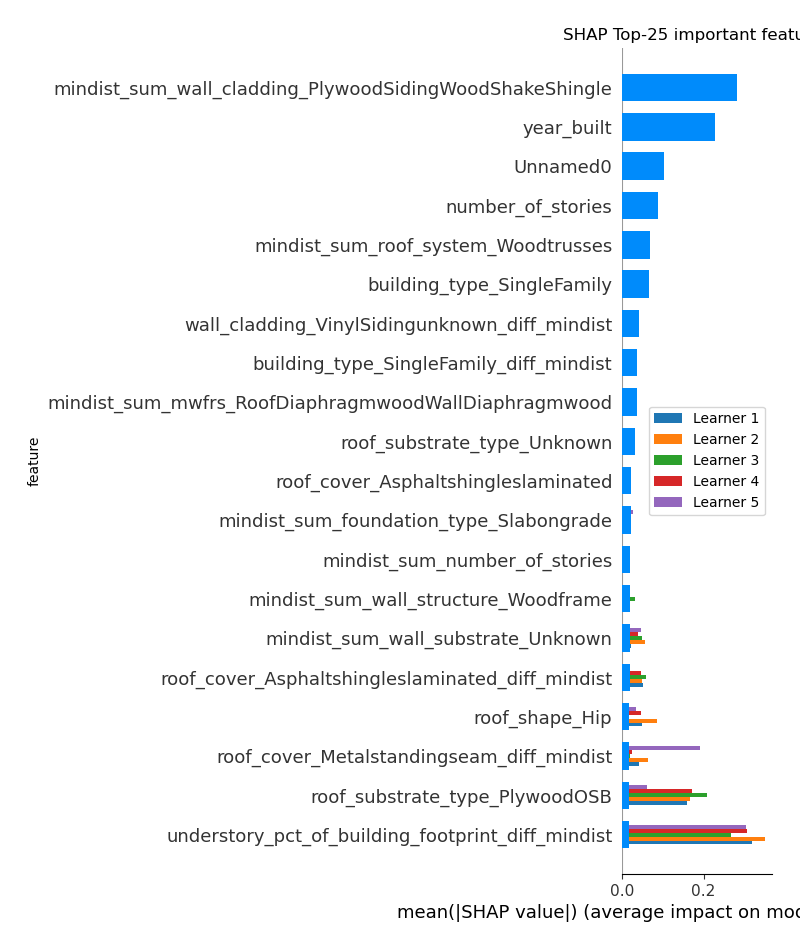 SHAP Top-25 important featu
mindist_sum_wall_cladding_PlywoodSidingWoodShakeShingle
year_built
Unnamed0
number_of_stories
mindist_sum_roof_system_Woodtrusses
building_type_SingleFamily
wall_cladding_VinylSidingunknown_diff_mindist
building_type_SingleFamily_diff_mindist
mindist_sum_mwfrs_RoofDiaphragmwoodWallDiaphragmwood
roof_substrate_type_Unknown
roof_cover_Asphaltshingleslaminated
mindist_sum_foundation_type_Slabongrade
mindist_sum_number_of_stories
mindist_sum_wall_structure_Woodframe
mindist_sum_wall_substrate_Unknown
roof_cover_Asphaltshingleslaminated_diff_mindist
roof_shape_Hip
roof_cover_Metalstandingseam_diff_mindist
roof_substrate_type_PlywoodOSB
understory_pct_of_building_footprint_diff_mindist
feature
Learner 1
Learner 2
Learner 3
Learner 4
Learner 5
0.0 0.2
mean(|SHAP value|) (average impact on mod